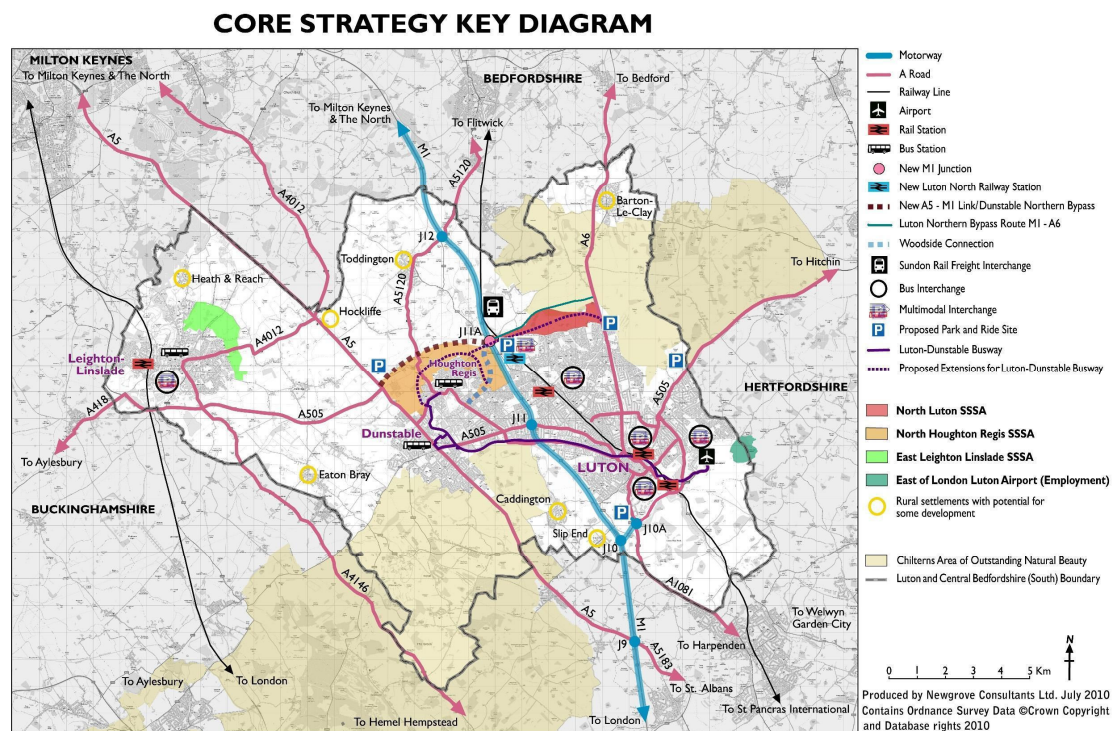 CORE STRATEGY KEY DIAGRAM
MILTON KEYNES
To Milton Keynes & The North
BEDFORDSHIRE
To Bedford
To Milton Keynes
& The North
To Flitwick
A5
A4012
M1
A5120
Barton-
Le-Clay
J12
A6
To Hitchin
Toddington
Heath & Reach
A5120
Hockliffe
J11A
A4012
A5
Leighton-
Linslade
Houghton
Regis
HERTFORDSHIRE
A505
A418
A505
J11
Dunstable
A505
To Aylesbury
LUTON
Eaton Bray
Caddington
BUCKINGHAMSHIRE
Slip End
J10A
J10
A4146
A1081
A5
M1
To Welwyn
Garden City
J9
To Harpenden
A5183
To Aylesbury
To London
To St. Albans
To St Pancras International
To Hemel Hempstead
To London
Motorway
A Road
Railway Line
Airport
Rail Station
Bus Station
New M1 Junction
New Luton North Railway Station
New A5 - M1 Link/Dunstable Northern Bypass
Luton Northern Bypass Route M1 - A6
Woodside Connection
Sundon Rail Freight Interchange
Bus Interchange
Multimodal Interchange
P Proposed Park and Ride Site
Luton-Dunstable Busway
Proposed Extensions for Luton-Dunstable Busway
North Luton SSSA
North Houghton Regis SSSA
East Leighton Linslade SSSA
East of London Luton Airport (Employment)
Rural settlements with potential for
some development
Chilterns Area of Outstanding Natural Beauty
Luton and Central Bedfordshire (South) Boundary
N
0 1 2 3 4 5 Km
Produced by Newgrove Consultants Ltd. July 2010
Contains Ordnance Survey Data ©Crown Copyright
and Database rights 2010